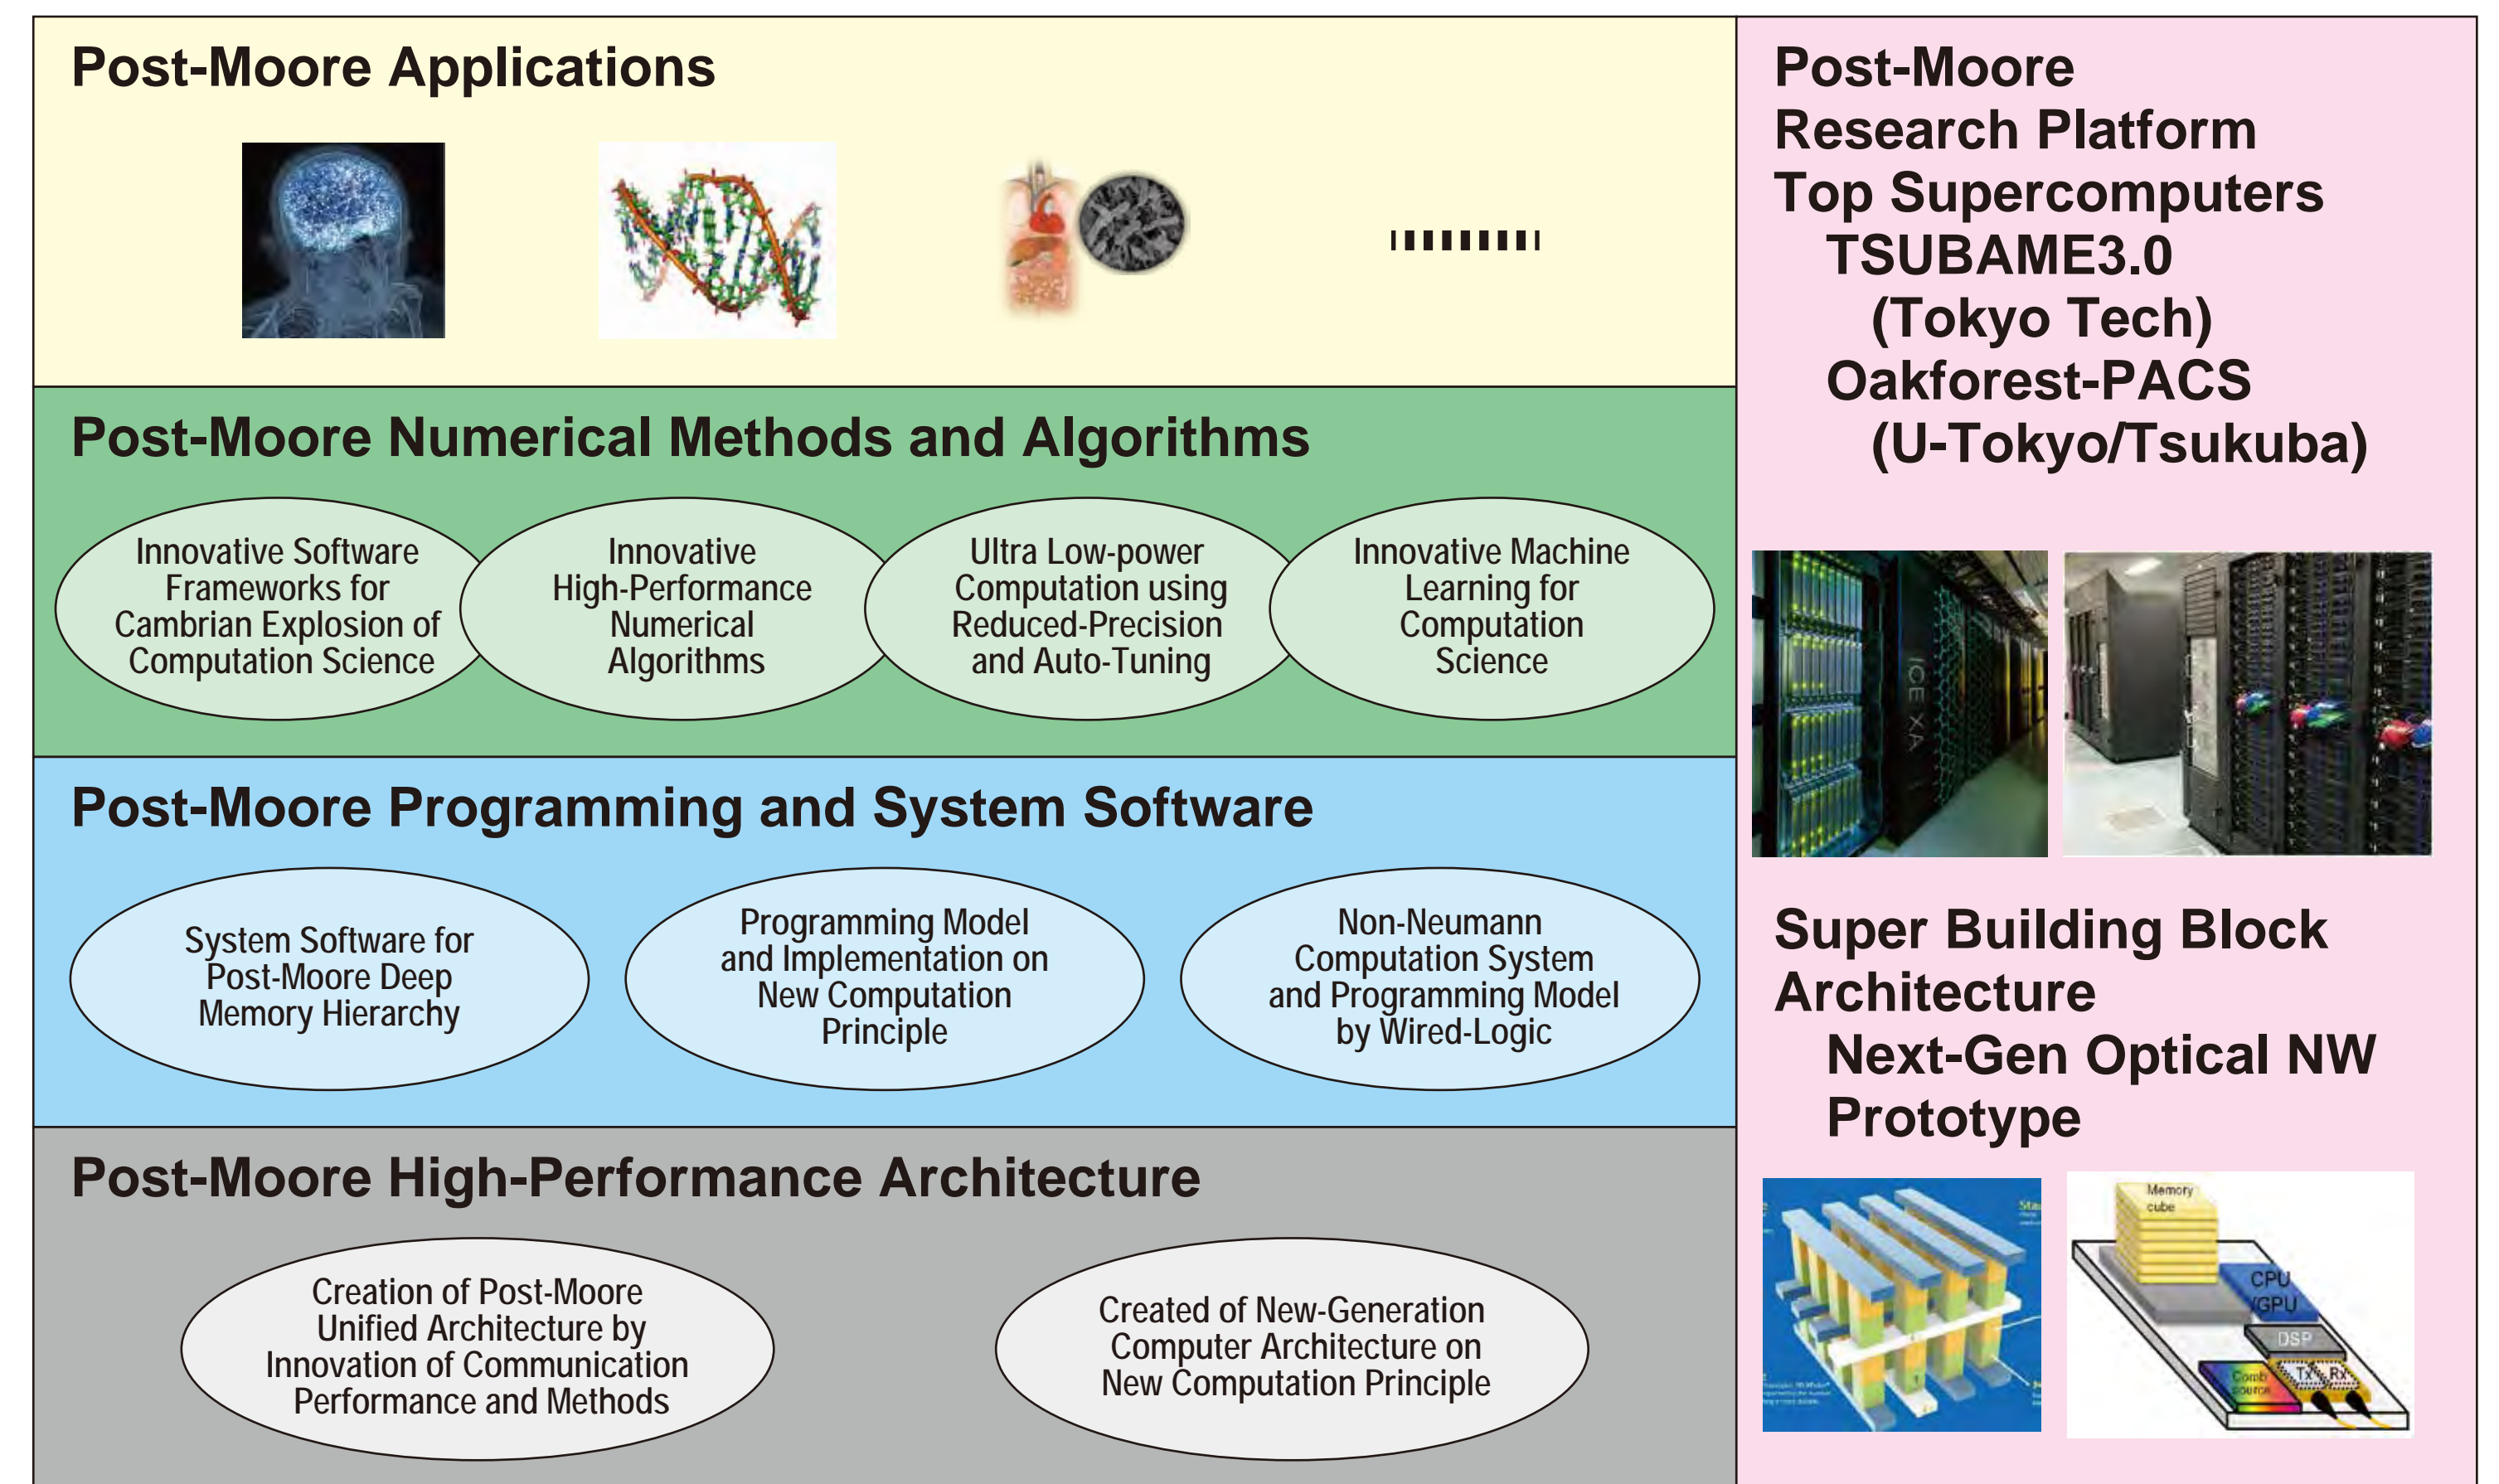 Post-Moore Applications
Post-Moore Numerical Methods and Algorithms
Innovative Software
Frameworks for
Cambrian Explosion of
Computation Science
Innovative
High-Performance
Numerical
Algorithms
Ultra Low-power
Computation using
Reduced-Precision
and Auto-Tuning
Innovative Machine
Learning for
Computation
Science
Post-Moore Programming and System Software
System Software for
Post-Moore Deep
Memory Hierarchy
Programming Model
and Implementation on
New Computation
Principle
Non-Neumann
Computation System
and Programming Model
by Wired-Logic
Post-Moore High-Performance Architecture
Creation of Post-Moore
Unified Architecture by
Innovation of Communication
Performance and Methods
Created of New-Generation
Computer Architecture on
New Computation Principle
Post-Moore
Research Platform
Top Supercomputers
TSUBAME3.0
(Tokyo Tech)
Oakforest-PACS
(U-Tokyo/Tsukuba)
ICE XA
Super Building Block
Architecture
Next-Gen Optical NW
Prototype
Memory
cube
CPU
/GPU
DSP
Tx Rx
Comb
source